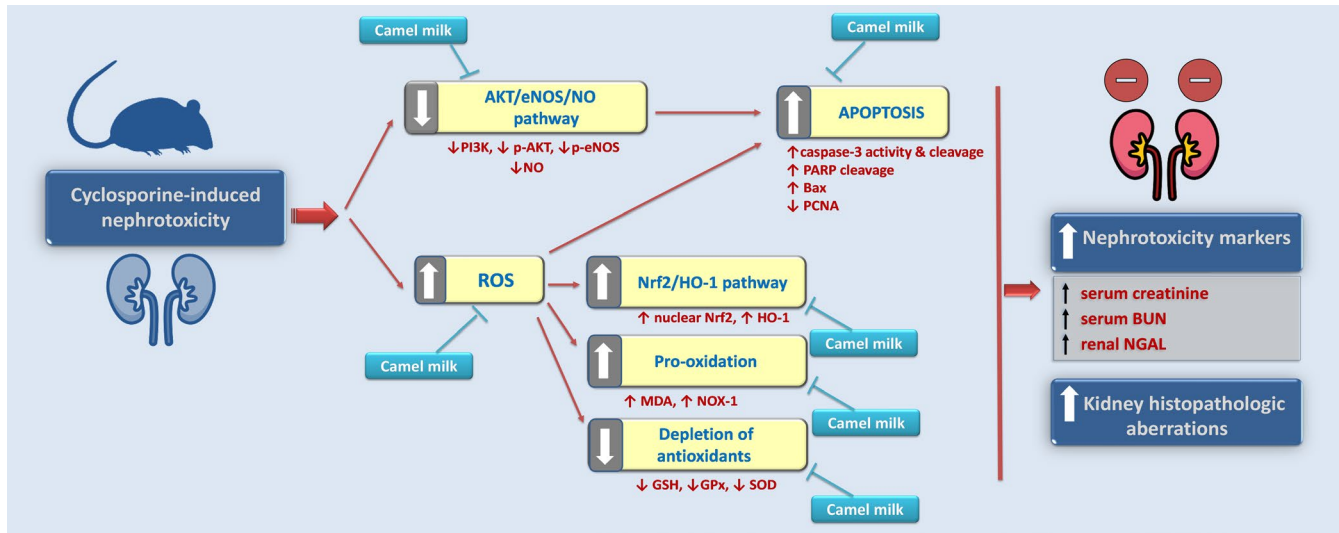 Camel milk
Camel milk
AKT/eNOS/NO
pathway
↓PI3K, ↓ p-AKT, ↓p-eNOS
↓NO
APOPTOSIS
↑caspase-3 activity & cleavage
↑ PARP cleavage
↑ Bax
↓ PCNA
Cyclosporine-induced
nephrotoxicity
ROS
Camel milk
Nrf2/HO-1 pathway
↑ nuclear Nrf2, ↑ HO-1
Camel milk
Pro-oxidation
↑ MDA, ↑ NOX-1
Camel milk
Depletion of
antioxidants
↓ GSH, ↓GPx, ↓ SOD
Camel milk
Nephrotoxicity markers
↑ serum creatinine
↑ serum BUN
↑ renal NGAL
Kidney histopathologic
aberrations